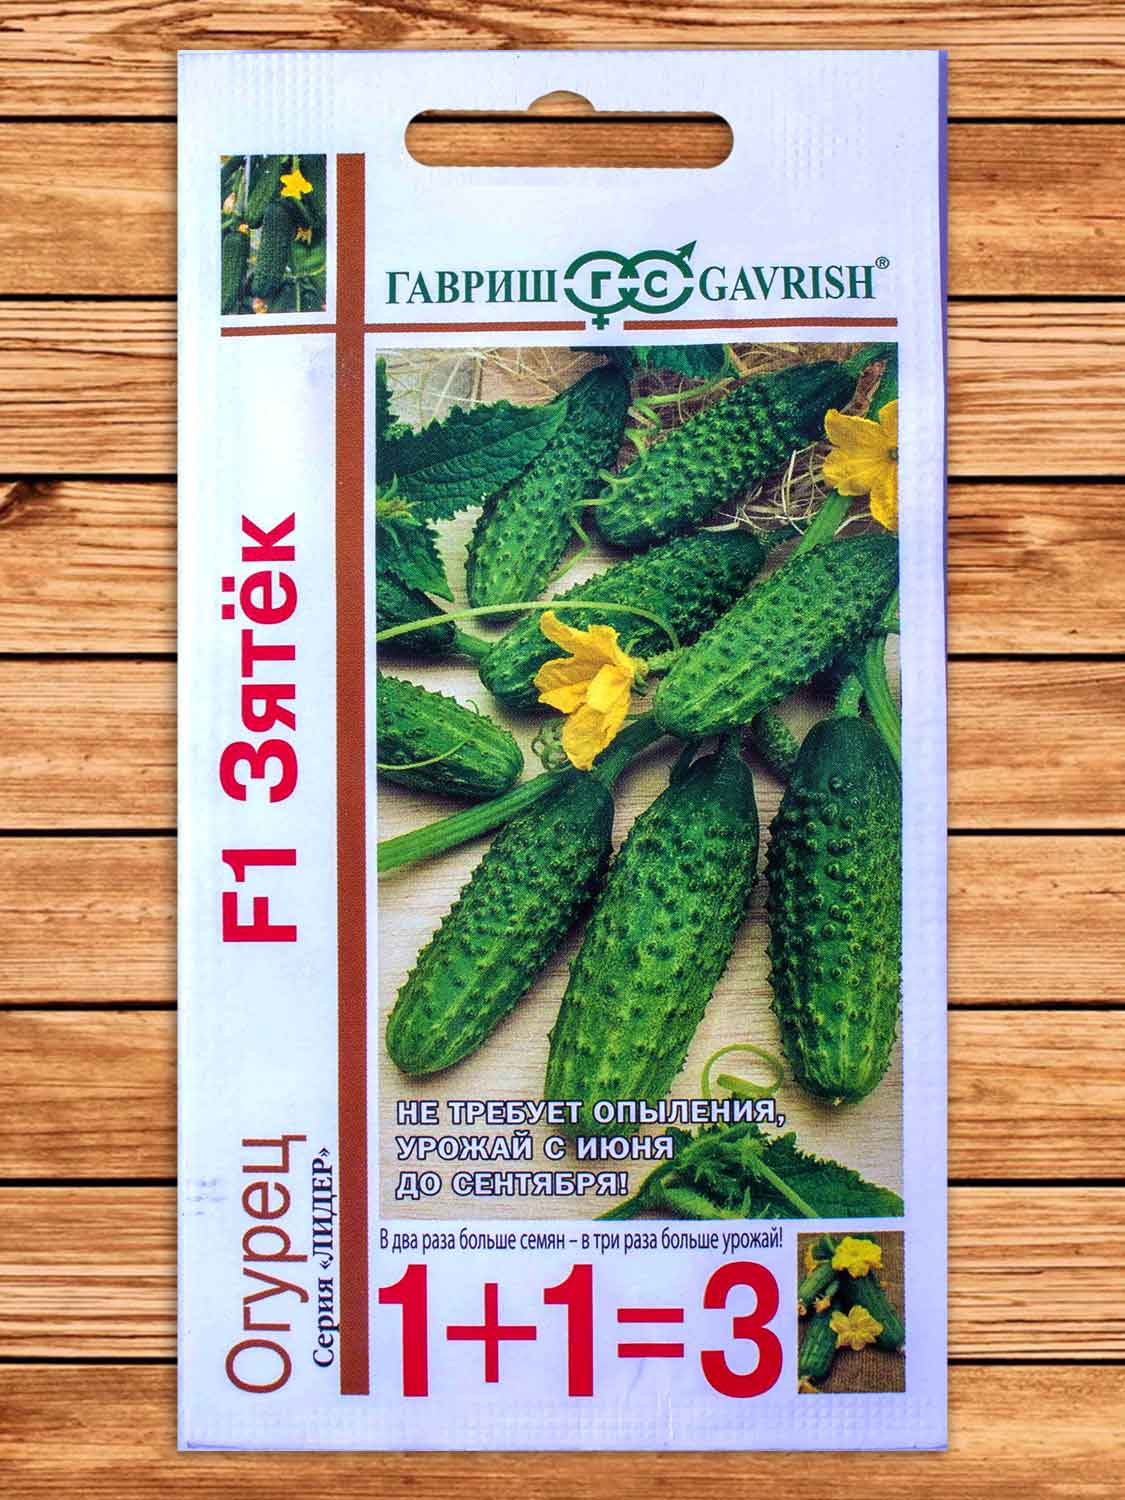 ГАВРИШ ГС GAVRISH®
Огурец F1 Зятёк
Серия «ЛИДЕР»
НЕ ТРЕБУЕТ ОПЫЛЕНИЯ,
УРОЖАЙ С ИЮНЯ
ДО СЕНТЯБРЯ!
В два раза больше семян – в три раза больше урожай!
1+1=3